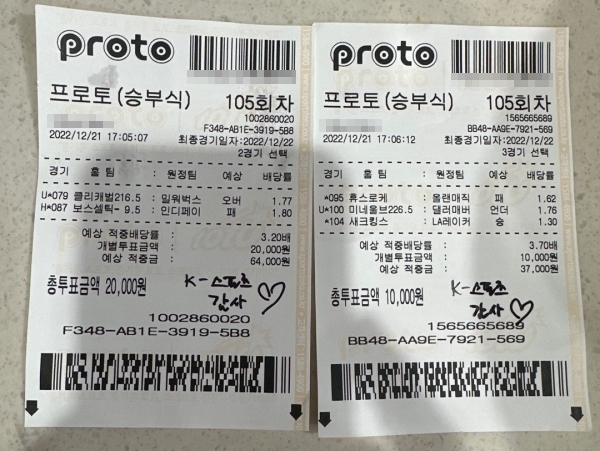 proto
프로토(승부식) 105회차
1002860020
F348-AB1E-3919-5B8
2022/12/21 17:05:07 최종경기일자:2022/12/22
2경기 선택
경기 홈팀 : 원정팀 예상 배당률
U*079 클리캐벌216.5 : 밀워벅스 오버 1.77
H*087 보스셀틱- 9.5 : 인디페이 패 1.80
예상 적중배당률 : 3.20배
개별투표금액 : 20,000원
예상 적중금 : 64,000원
총투표금액 20,000원
K-스포츠
감사 ♡
1002860020
F348-AB1E-3919-5B8
proto
프로토(승부식) 105회차
1565665689
BB48-AA9E-7921-569
2022/12/21 17:06:12 최종경기일자:2022/12/22
3경기 선택
경기 홈팀 : 원정팀 예상 배당률
*095 휴스로케 : 올랜매직 패 1.62
U*100 미네울브226.5 : 댈러매버 언더 1.76
*104 새크킹스 : LA레이커 승 1.30
예상 적중배당률 : 3.70배
개별투표금액 : 10,000원
예상 적중금 : 37,000원
총투표금액 10,000원
K-스포츠
감사 ♡
1565665689
BB48-AA9E-7921-569